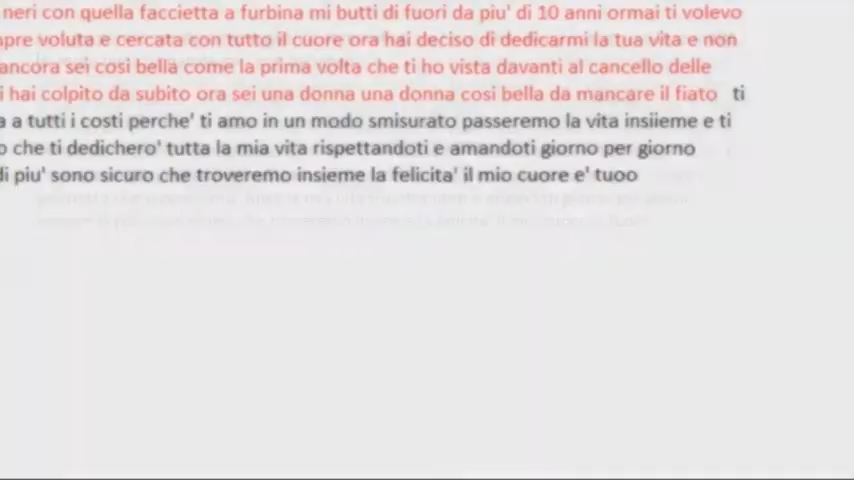 neri con quella faccietta a furbina mi butti di fuori da piu' di 10 anni ormai ti volevo
voluta e cercata con tutto il cuore ora hai deciso di dedicarmi la tua vita e non
ancora sei cosi bella come la prima volta che ti ho vista davanti al cancello delle
hai colpito da subito ora sei una donna una donna cosi bella da mancare il fiato ti
a tutti i costi perche' ti amo in un modo smisurato passeremo la vita insiieme e ti
che ti dedichero' tutta la mia vita rispettandoti e amandoti giorno per giorno
di piu' sono sicuro che troveremo insieme la felicita' il mio cuore e' tuoo